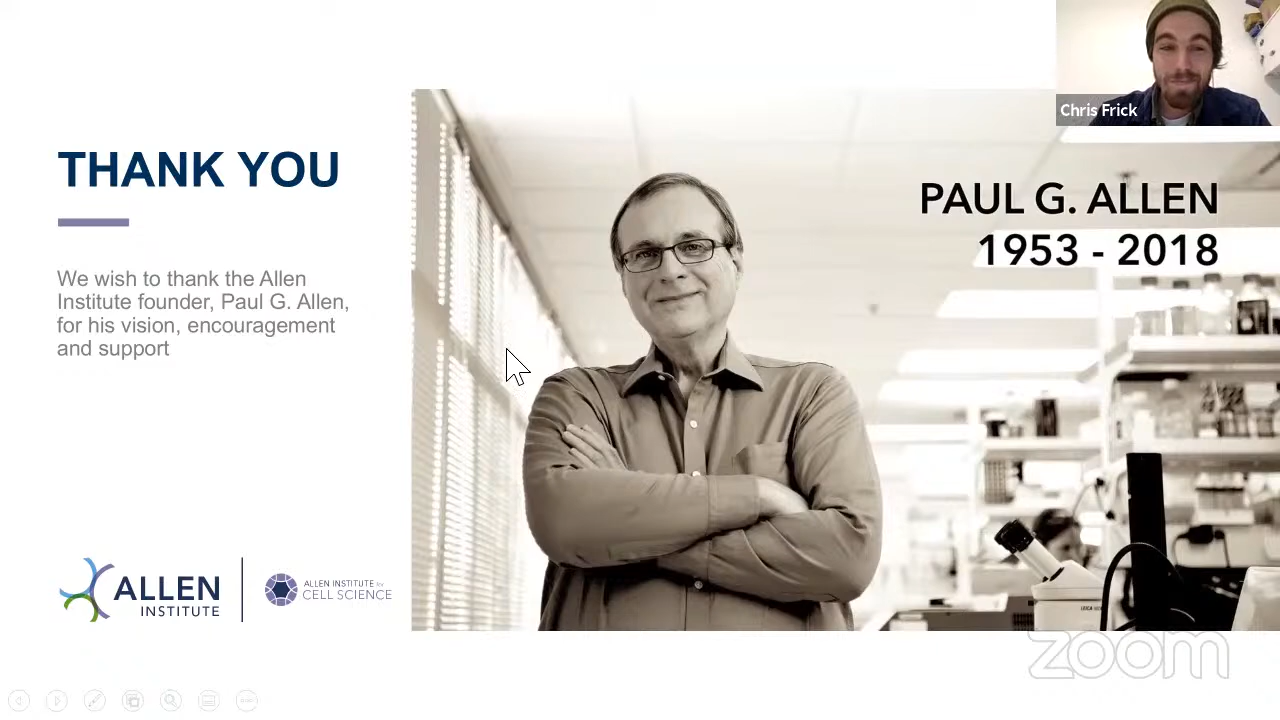 Chris Frick
THANK YOU
PAUL G. ALLEN
1953 - 2018
We wish to thank the Allen
Institute founder, Paul G. Allen,
for his vision, encouragement
and support
ALLEN
INSTITUTE
ALLEN INSTITUTE for
CELL SCIENCE
zoom